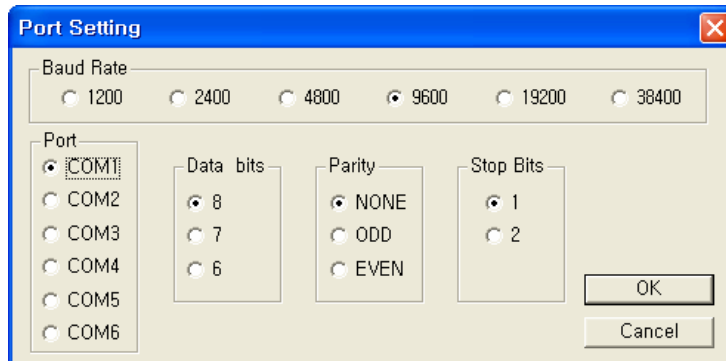 Port Setting
Baud Rate
1200 2400 4800 9600 19200 38400
Port
COM1
COM2
COM3
COM4
COM5
COM6
Data bits
8
7
6
Parity
NONE
ODD
EVEN
Stop Bits
1
2
OK
Cancel